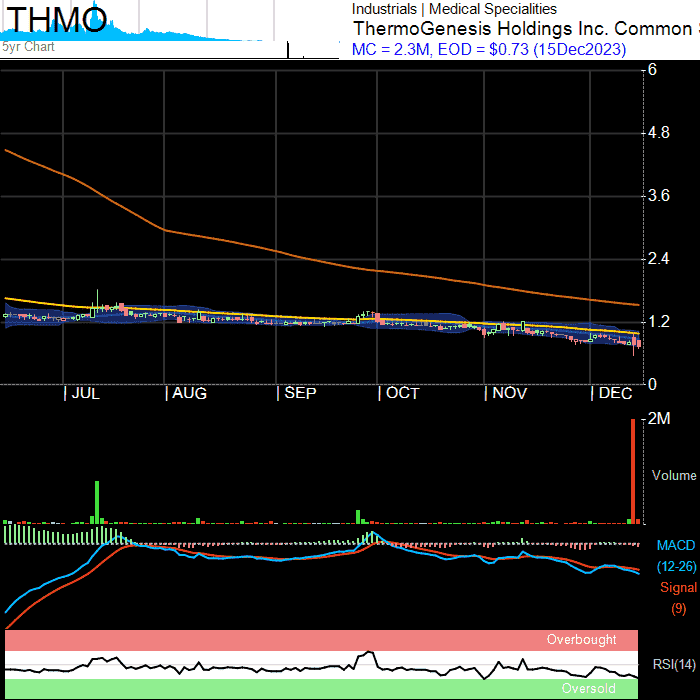 THMO
5yr Chart
Industrials | Medical Specialities
ThermoGenesis Holdings Inc. Common
MC = 2.3M, EOD = $0.73 (15Dec2023)
6
4.8
3.6
2.4
1.2
0
| JUL | AUG | SEP | OCT | NOV | DEC
2M
Volume
MACD
(12-26)
Signal
(9)
Overbought
RSI(14)
Oversold